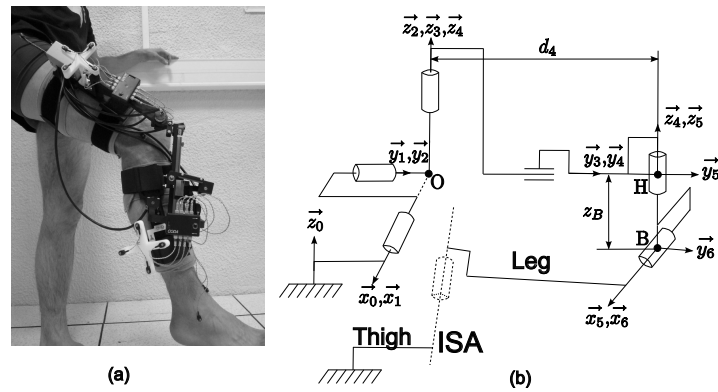 z₂,z₃,z₄
d₄
z₄,z₅
y₁,y₂
O
y₃,y₄
H
y₅
z₀
z_B
B
y₆
x₀,x₁
Leg
x₅,x₆
Thigh
ISA
(a)
(b)